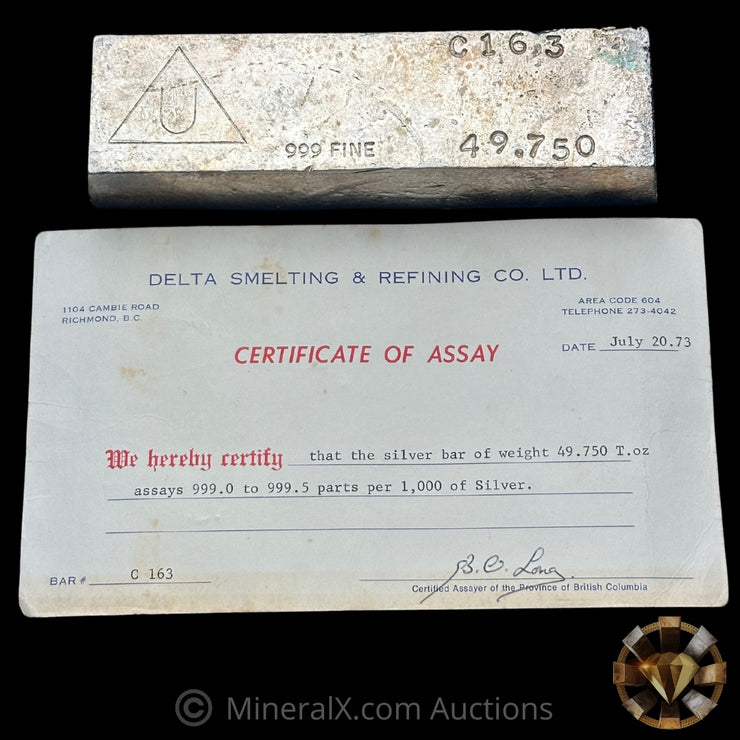 C163
U
999 FINE
49.750
DELTA SMELTING & REFINING CO. LTD.
1104 CAMBIE ROAD
RICHMOND, B.C.
AREA CODE 604
TELEPHONE 273-4042
CERTIFICATE OF ASSAY
DATE July 20.73
We hereby certify that the silver bar of weight 49.750 T.oz
assays 999.0 to 999.5 parts per 1,000 of Silver.
BAR # C 163
B. C. Long
Certified Assayer of the Province of British Columbia
© MineralX.com Auctions